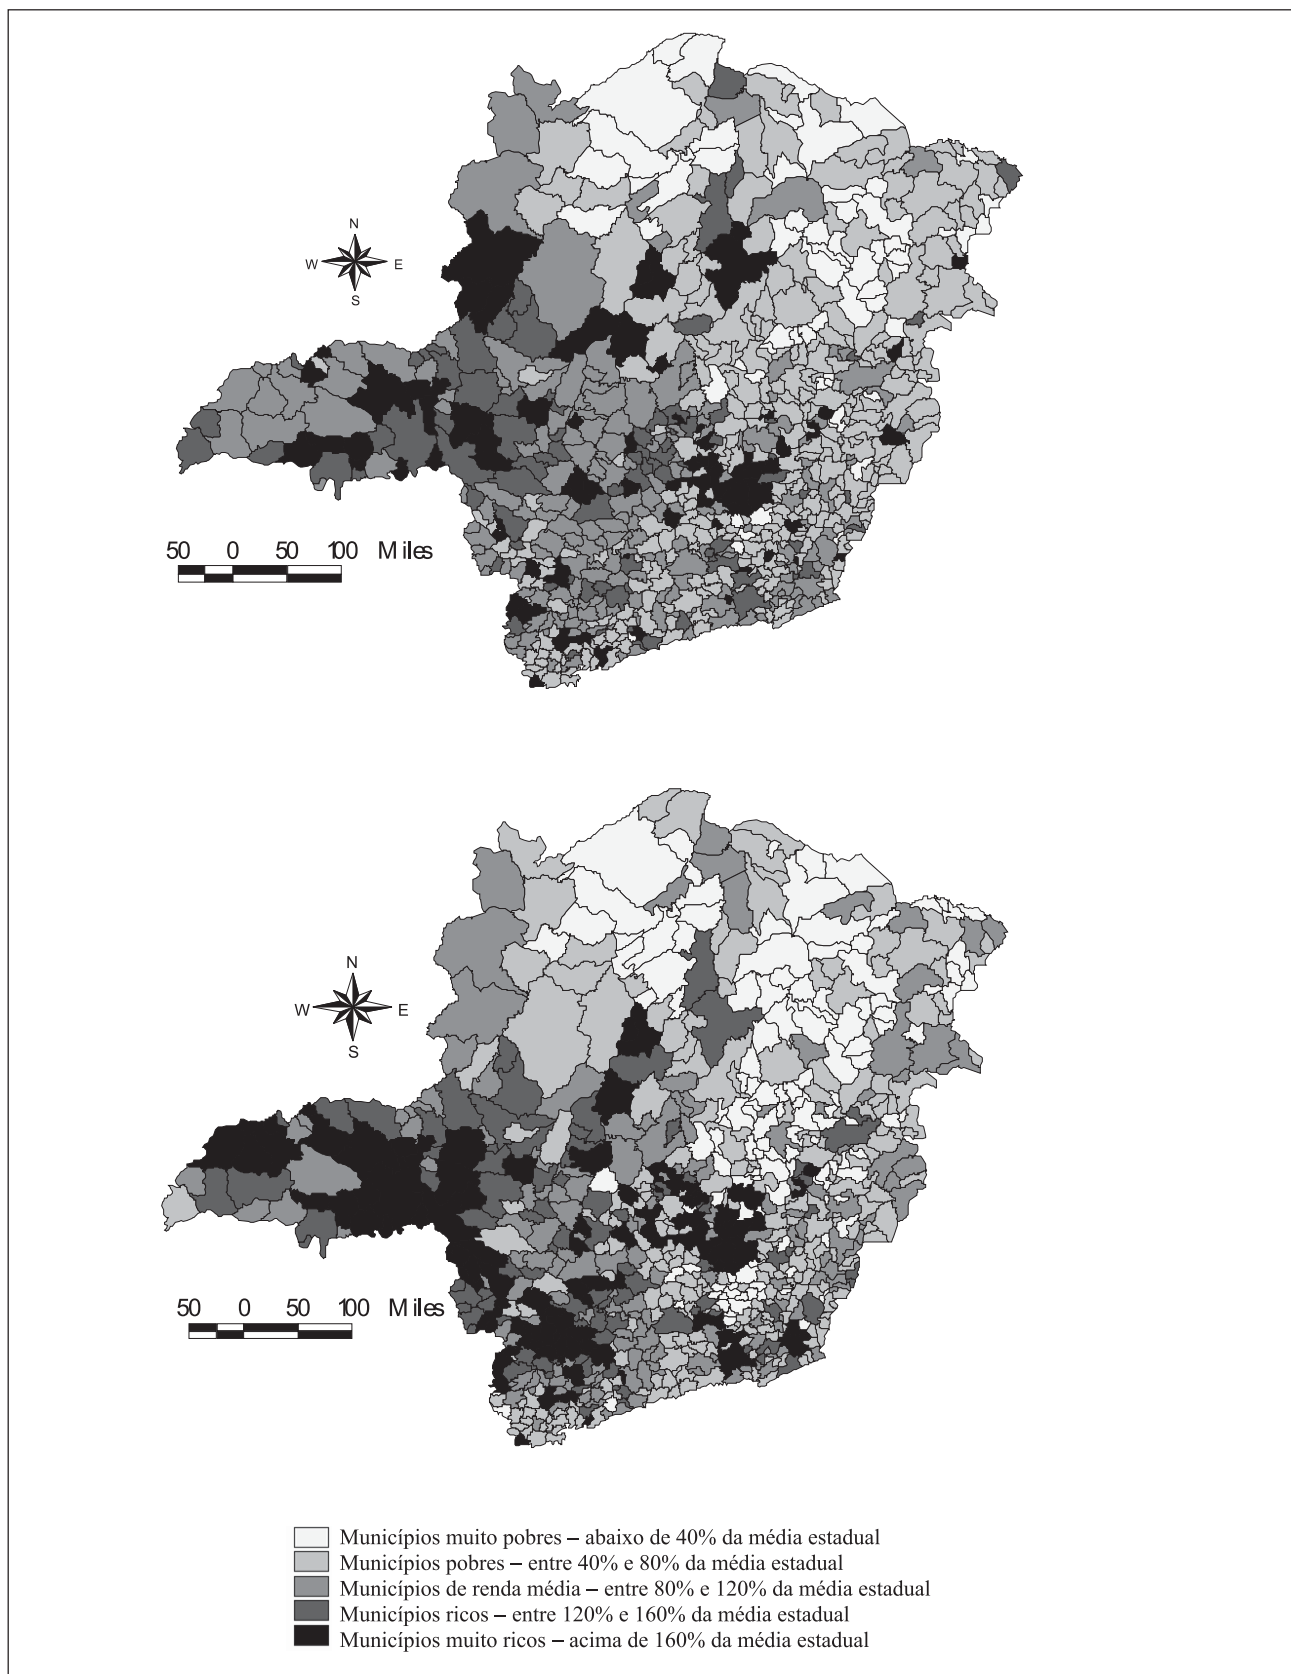 N
W E
S
50 0 50 100 Miles
N
W E
S
50 0 50 100 Miles
Municípios muito pobres – abaixo de 40% da média estadual
Municípios pobres – entre 40% e 80% da média estadual
Municípios de renda média – entre 80% e 120% da média estadual
Municípios ricos – entre 120% e 160% da média estadual
Municípios muito ricos – acima de 160% da média estadual